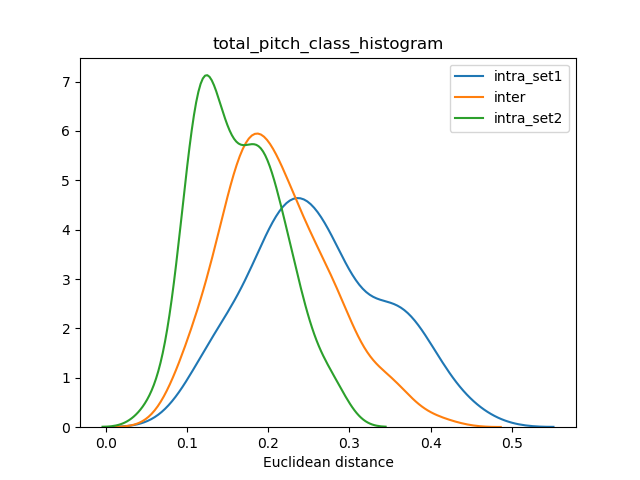 total_pitch_class_histogram
intra_set1
inter
intra_set2
7
6
5
4
3
2
1
0
0.0 0.1 0.2 0.3 0.4 0.5
Euclidean distance